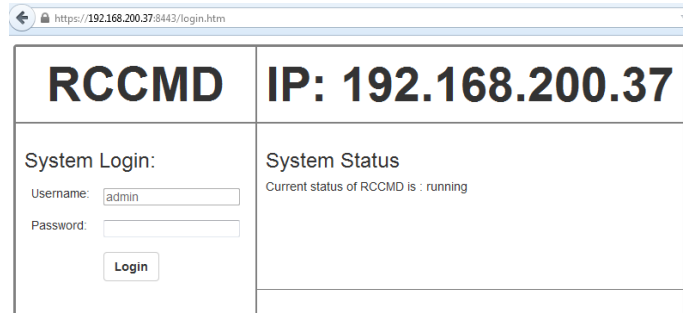 https://192.168.200.37:8443/login.htm
RCCMD
IP: 192.168.200.37
System Login:
Username:
admin
Password:
Login
System Status
Current status of RCCMD is : running